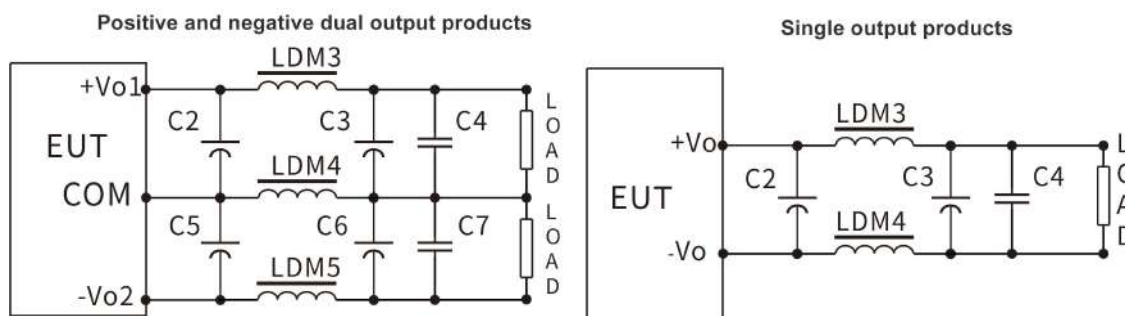 Positive and negative dual output products
LDM3
+Vo1
C2
C3
C4
LOAD
EUT
LDM4
COM
C5
C6
C7
LOAD
LDM5
-Vo2
Single output products
LDM3
+Vo
C2
C3
C4
LOAD
EUT
LDM4
-Vo